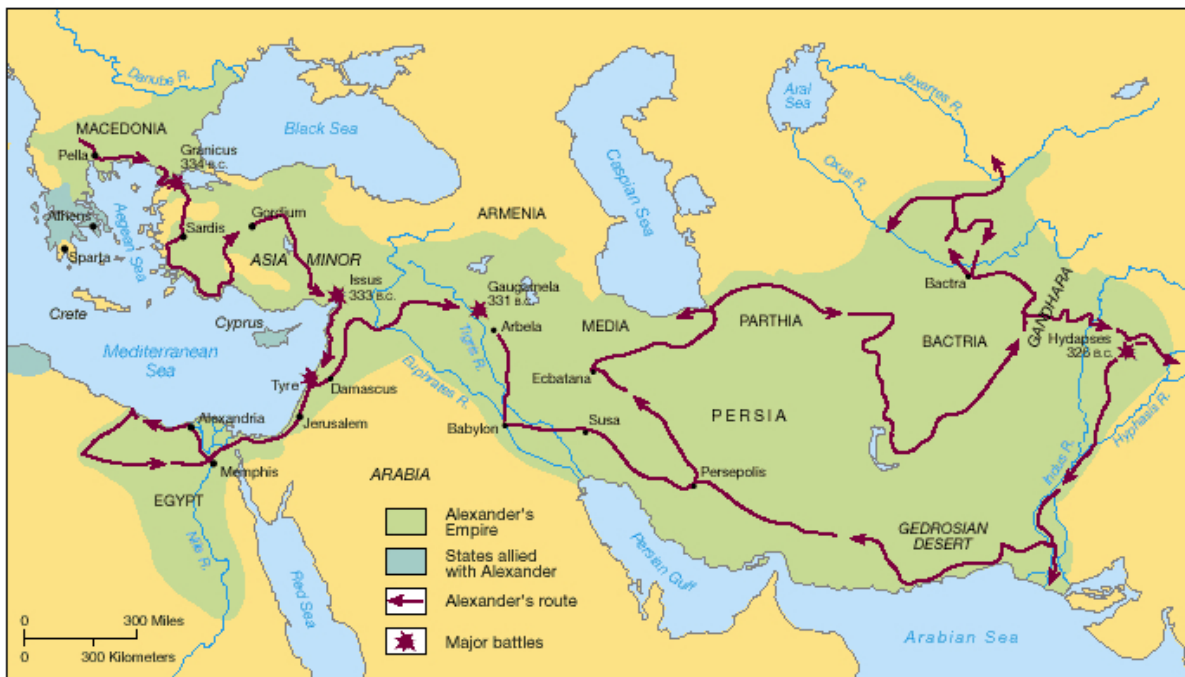 Danube R.
MACEDONIA
Pella
Granicus
334 B.C.
Black Sea
Athens
Sparta
Aegean Sea
Sardis
Gordium
ASIA MINOR
ARMENIA
Crete
Cyprus
Issus
333 B.C.
Mediterranean
Sea
Tyre
Damascus
Jerusalem
Alexandria
Memphis
EGYPT
Nile R.
Red Sea
ARABIA
Gaugamela
331 B.C.
Arbela
Tigris R.
Euphrates R.
Babylon
Susa
MEDIA
Ecbatana
Caspian Sea
PERSIA
Persepolis
Persian Gulf
PARTHIA
Aral
Sea
Jaxartes R.
Oxus R.
Bactra
BACTRIA
GANDHARA
Hydapses
326 B.C.
Indus R.
Hyphasis R.
GEDROSIAN
DESERT
Arabian Sea
Alexander's
Empire
States allied
with Alexander
Alexander's route
Major battles
0 300 Miles
0 300 Kilometers